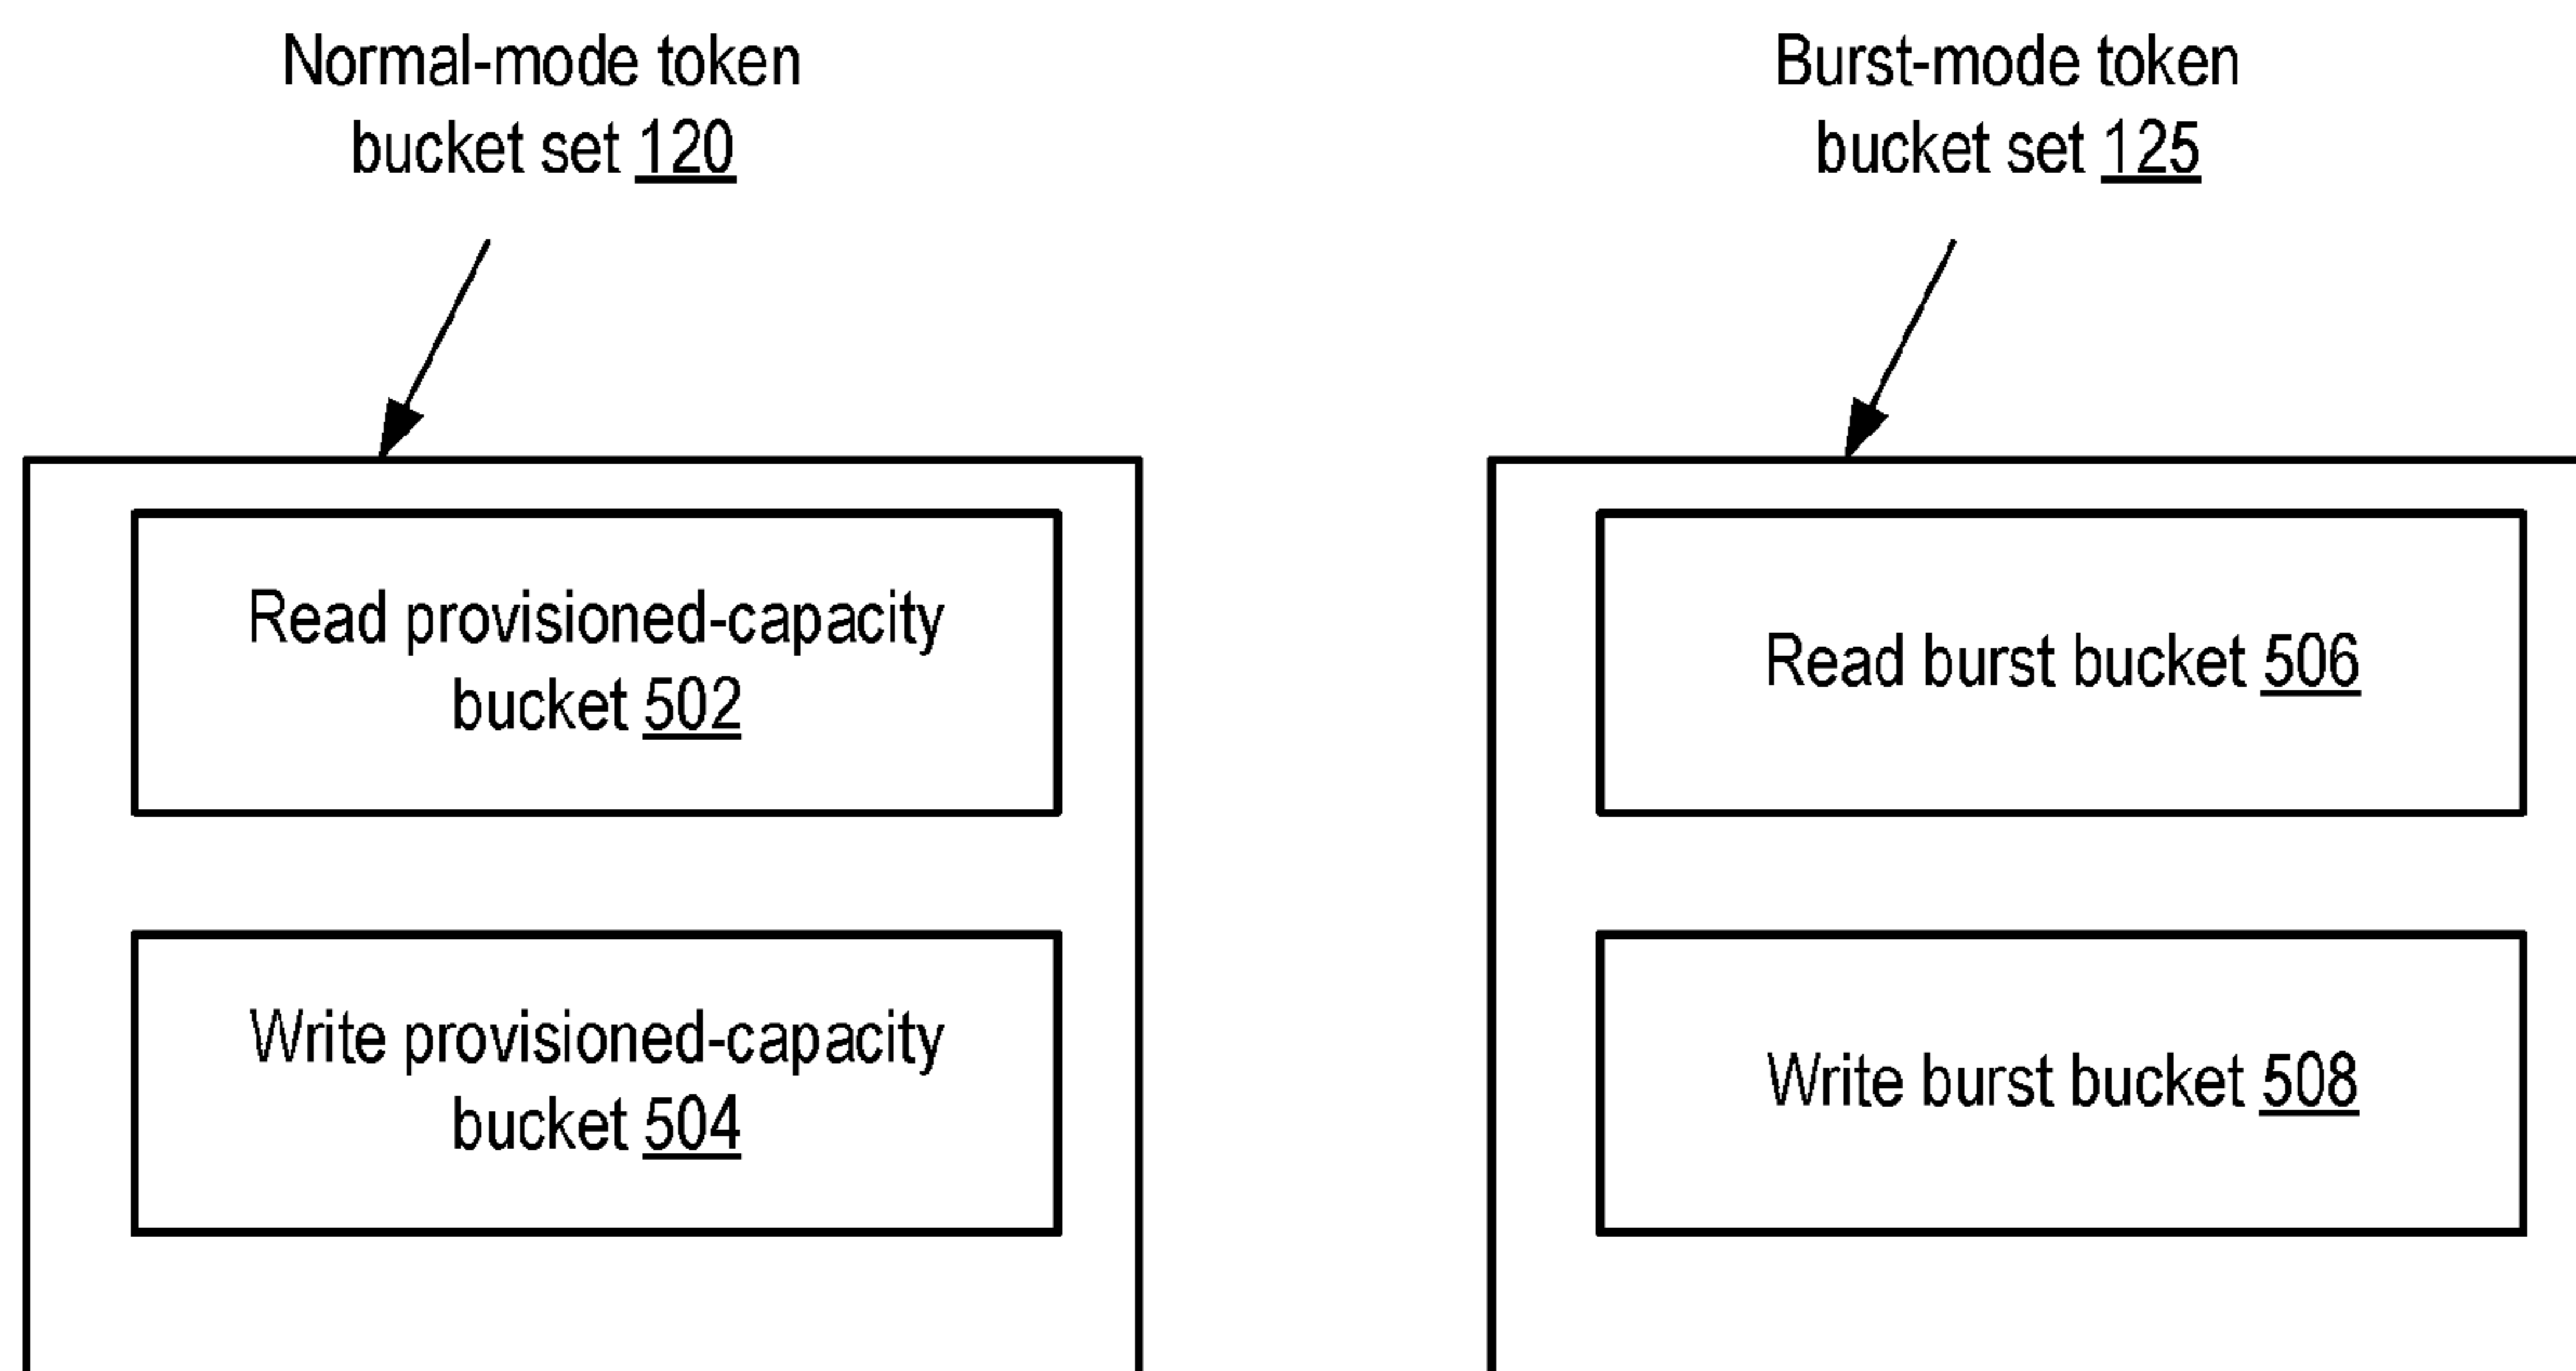 Normal-mode token
bucket set 120
Burst-mode token
bucket set 125
Read provisioned-capacity
bucket 502
Write provisioned-capacity
bucket 504
Read burst bucket 506
Write burst bucket 508